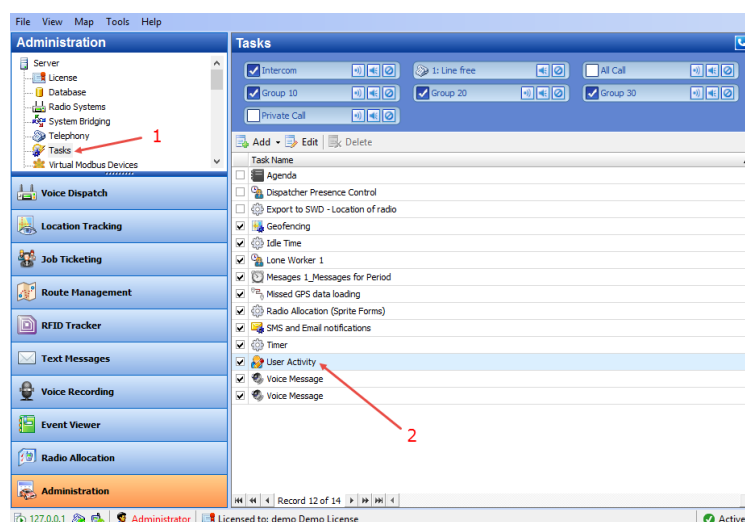 File View Map Tools Help
Administration
Tasks
Server
License
Database
Radio Systems
System Bridging
Telephony
Tasks
Virtual Modbus Devices
1
Intercom
1: Line free
All Call
Group 10
Group 20
Group 30
Private Call
Add Edit Delete
Task Name
Agenda
Dispatcher Presence Control
Export to SWD - Location of radio
Geofencing
Idle Time
Lone Worker 1
Mesages 1_Messages for Period
Missed GPS data loading
Radio Allocation (Sprite Forms)
SMS and Email notifications
Timer
User Activity
Voice Message
Voice Message
2
Voice Dispatch
Location Tracking
Job Ticketing
Route Management
RFID Tracker
Text Messages
Voice Recording
Event Viewer
Radio Allocation
Administration
Record 12 of 14
127.0.0.1 Administrator Licensed to: demo Demo License Active